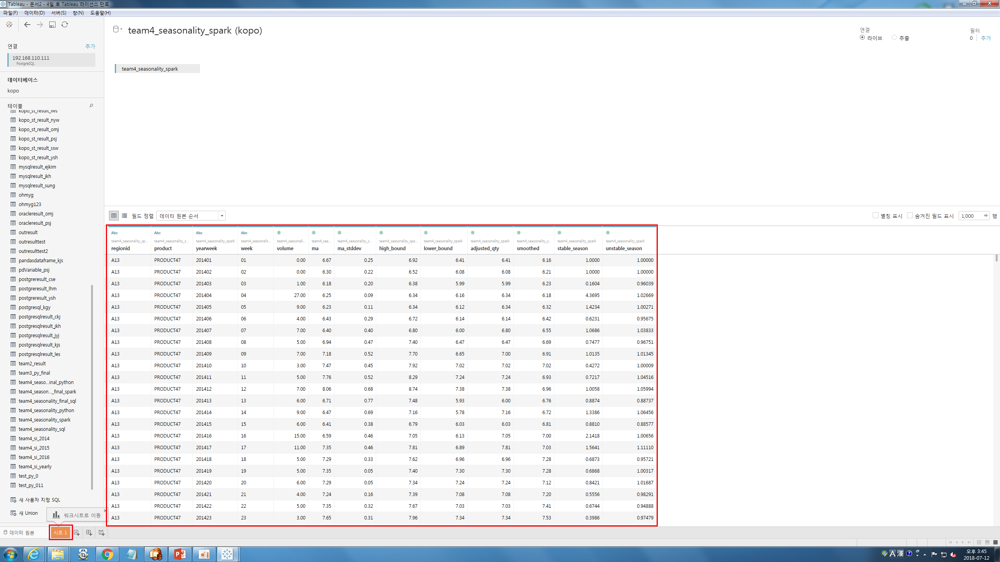 Tableau - 문서2 - 4일 후 Tableau 라이선스 만료
파일(F) 데이터(D) 서버(S) 창(N) 도움말(H)
team4_seasonality_spark (kopo)
연결
라이브 추출
필터
0 추가
연결 추가
192.168.110.111
PostgreSQL
team4_seasonality_spark
데이터베이스
kopo
테이블
kopo_st_result_lws
kopo_st_result_nyw
kopo_st_result_omj
kopo_st_result_psj
kopo_st_result_ssw
kopo_st_result_ysh
mysqlresult_ejkim
mysqlresult_jkh
mysqlresult_sung
ohmyg
ohmyg123
oracleresult_omj
oracleresult_psj
outresult
outresulttest
outresulttest2
pandasdataframe_kjs
pdVariable_psj
postgreresult_cse
postgreresult_lhm
postgreresult_ysh
postgresql_kgy
postgresqlresult_ckj
postgresqlresult_jkh
postgresqlresult_jyj
postgresqlresult_kjs
postgresqlresult_les
team2_result
team3_py_final
team4_seaso...inal_python
team4_season..._final_spark
team4_seasonality_final_sql
team4_seasonality_python
team4_seasonality_spark
team4_seasonality_sql
team4_si_2014
team4_si_2015
team4_si_2016
team4_si_yearly
test_py_0
test_py_011
새 사용자 지정 SQL
새 Union
워크시트로 이동
필드 정렬 데이터 원본 순서 별칭 표시 숨겨진 필드 표시 1,000 행
Abc Abc Abc Abc # # # # # # # # #
team4_seasonality_sp... team4_seasonality_s... team4_seasonality_spark team4_seasonalit... team4_seasonali... team4_sea... team4_seasonality_s... team4_seasonality_spa... team4_seasonality_spark team4_seasonality_spark team4_seasonality_s... team4_seasonality_spark team4_seasonality_spark
regionid product yearweek week volume ma ma_stddev high_bound lower_bound adjusted_qty smoothed stable_season unstable_season
A13 PRODUCT47 201401 01 0.00 6.67 0.25 6.92 6.41 6.41 6.16 1.0000 1.00000
A13 PRODUCT47 201402 02 0.00 6.30 0.22 6.52 6.08 6.08 6.21 1.0000 1.00000
A13 PRODUCT47 201403 03 1.00 6.18 0.20 6.38 5.99 5.99 6.23 0.1604 0.96039
A13 PRODUCT47 201404 04 27.00 6.25 0.09 6.34 6.16 6.34 6.18 4.3695 1.02669
A13 PRODUCT47 201405 05 9.00 6.23 0.11 6.34 6.12 6.34 6.32 1.4234 1.00271
A13 PRODUCT47 201406 06 4.00 6.43 0.29 6.72 6.14 6.14 6.42 0.6231 0.95675
A13 PRODUCT47 201407 07 7.00 6.40 0.40 6.80 6.00 6.80 6.55 1.0686 1.03833
A13 PRODUCT47 201408 08 5.00 6.94 0.47 7.40 6.47 6.47 6.69 0.7477 0.96751
A13 PRODUCT47 201409 09 7.00 7.18 0.52 7.70 6.65 7.00 6.91 1.0135 1.01345
A13 PRODUCT47 201410 10 3.00 7.47 0.45 7.92 7.02 7.02 7.02 0.4272 1.00009
A13 PRODUCT47 201411 11 5.00 7.76 0.52 8.29 7.24 7.24 6.93 0.7217 1.04516
A13 PRODUCT47 201412 12 7.00 8.06 0.68 8.74 7.38 7.38 6.96 1.0058 1.05994
A13 PRODUCT47 201413 13 6.00 6.71 0.77 7.48 5.93 6.00 6.76 0.8874 0.88737
A13 PRODUCT47 201414 14 9.00 6.47 0.69 7.16 5.78 7.16 6.72 1.3386 1.06456
A13 PRODUCT47 201415 15 6.00 6.41 0.38 6.79 6.03 6.03 6.81 0.8810 0.88577
A13 PRODUCT47 201416 16 15.00 6.59 0.46 7.05 6.13 7.05 7.00 2.1418 1.00656
A13 PRODUCT47 201417 17 11.00 7.35 0.46 7.81 6.89 7.81 7.03 1.5641 1.11110
A13 PRODUCT47 201418 18 5.00 7.29 0.33 7.62 6.96 6.96 7.28 0.6873 0.95721
A13 PRODUCT47 201419 19 5.00 7.35 0.05 7.40 7.30 7.30 7.28 0.6868 1.00317
A13 PRODUCT47 201420 20 6.00 7.29 0.05 7.34 7.24 7.24 7.12 0.8421 1.01687
A13 PRODUCT47 201421 21 4.00 7.24 0.16 7.39 7.08 7.08 7.20 0.5556 0.98291
A13 PRODUCT47 201422 22 5.00 7.35 0.32 7.67 7.03 7.03 7.41 0.6744 0.94888
A13 PRODUCT47 201423 23 3.00 7.65 0.31 7.96 7.34 7.34 7.53 0.3986 0.97479
데이터 원본 시트 1
A 漢 오후 3:45
2018-07-12